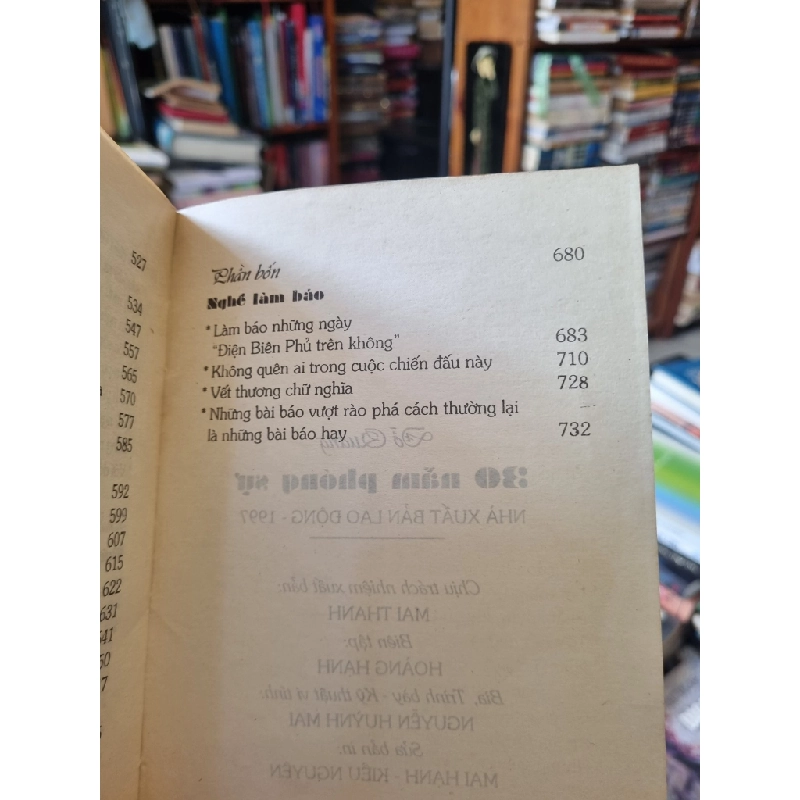 527
534
547
557
565
570
577
585
592
599
607
615
622
631
Phần bốn 680
Nghề làm báo
*Làm báo những ngày
"Điện Biên Phủ trên không" 683
*Không quên ai trong cuộc chiến đấu này 710
*Vết thương chữ nghĩa 728
*Những bài báo vượt rào phá cách thường lại
là những bài báo hay 732
Đỗ Quảng
30 năm phóng sự
NHÀ XUẤT BẢN LAO ĐỘNG - 1997
Chịu trách nhiệm xuất bản:
MAI THANH
Biên tập:
HOÀNG HẠNH
Bìa, Trình bày - Kỹ thuật vi tính:
NGUYỄN HUỲNH MAI
Sửa bản in:
MAI HẠNH - KIỀU NGUYÊN